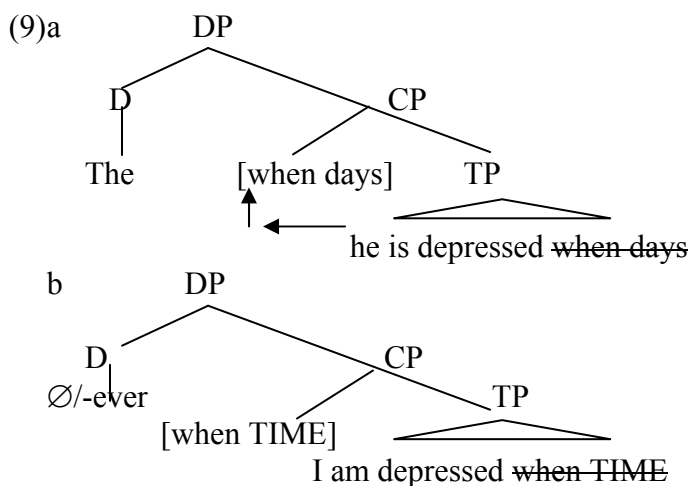 (9)a DP
D CP
The [when days] TP
he is depressed when days
b DP
D CP
∅/-ever TP
[when TIME]
I am depressed when TIME